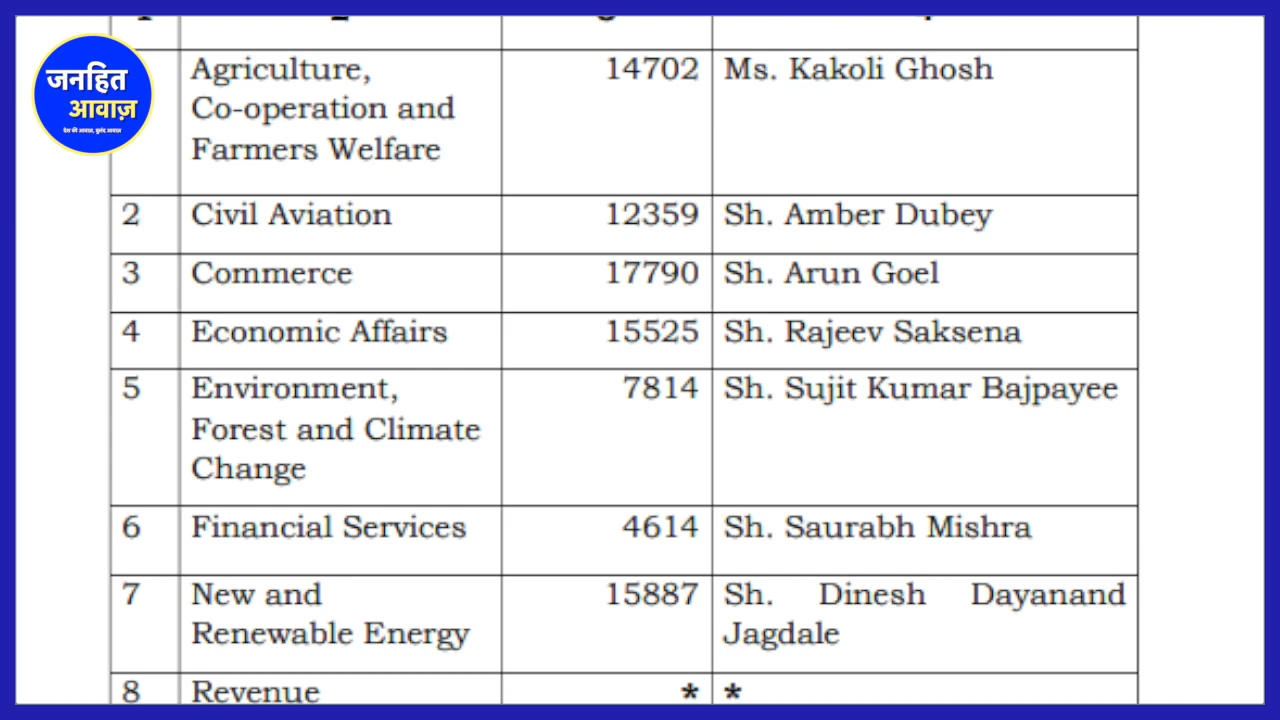 जनहित
आवाज़
देश की आवाज़, बुलंद आवाज़
Agriculture, 14702 Ms. Kakoli Ghosh
Co-operation and
Farmers Welfare
2 Civil Aviation 12359 Sh. Amber Dubey
3 Commerce 17790 Sh. Arun Goel
4 Economic Affairs 15525 Sh. Rajeev Saksena
5 Environment, 7814 Sh. Sujit Kumar Bajpayee
Forest and Climate
Change
6 Financial Services 4614 Sh. Saurabh Mishra
7 New and 15887 Sh. Dinesh Dayanand
Renewable Energy Jagdale
8 Revenue * *